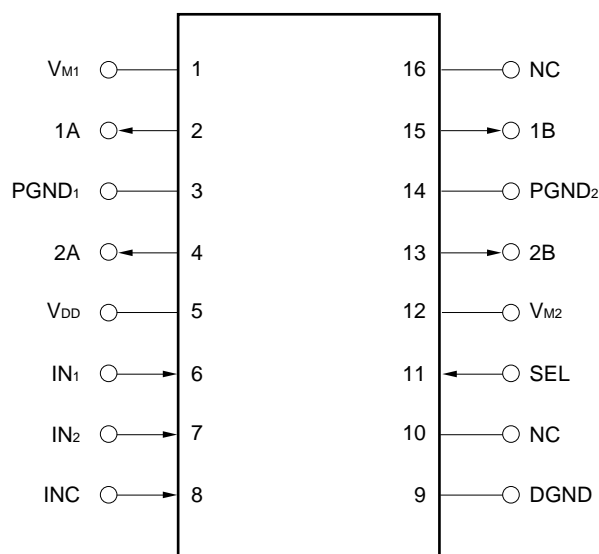 VM1 1 16 NC
1A 2 15 1B
PGND1 3 14 PGND2
2A 4 13 2B
VDD 5 12 VM2
IN1 6 11 SEL
IN2 7 10 NC
INC 8 9 DGND